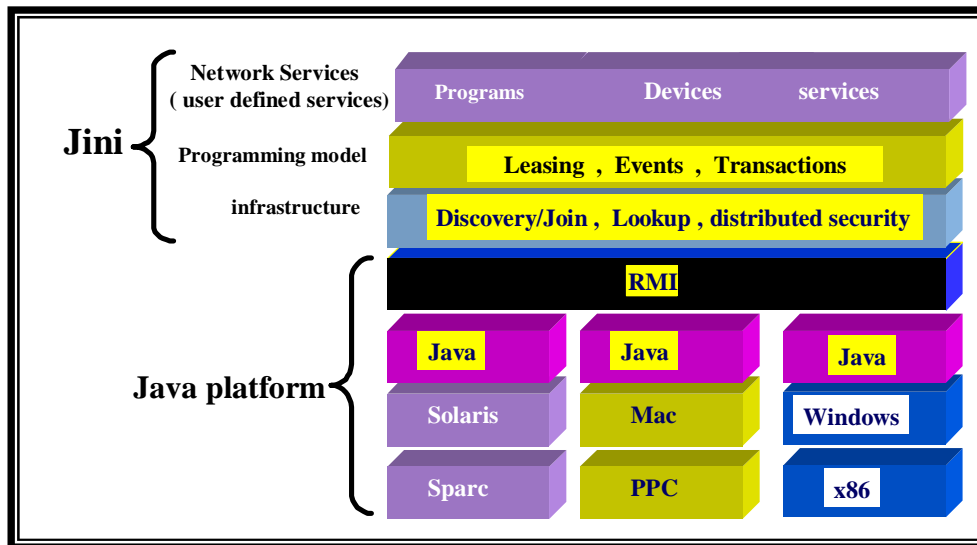 Network Services
( user defined services)
Programs Devices services
Jini
Programming model
Leasing , Events , Transactions
infrastructure
Discovery/Join , Lookup , distributed security
RMI
Java Java Java
Java platform
Solaris Mac Windows
Sparc PPC x86